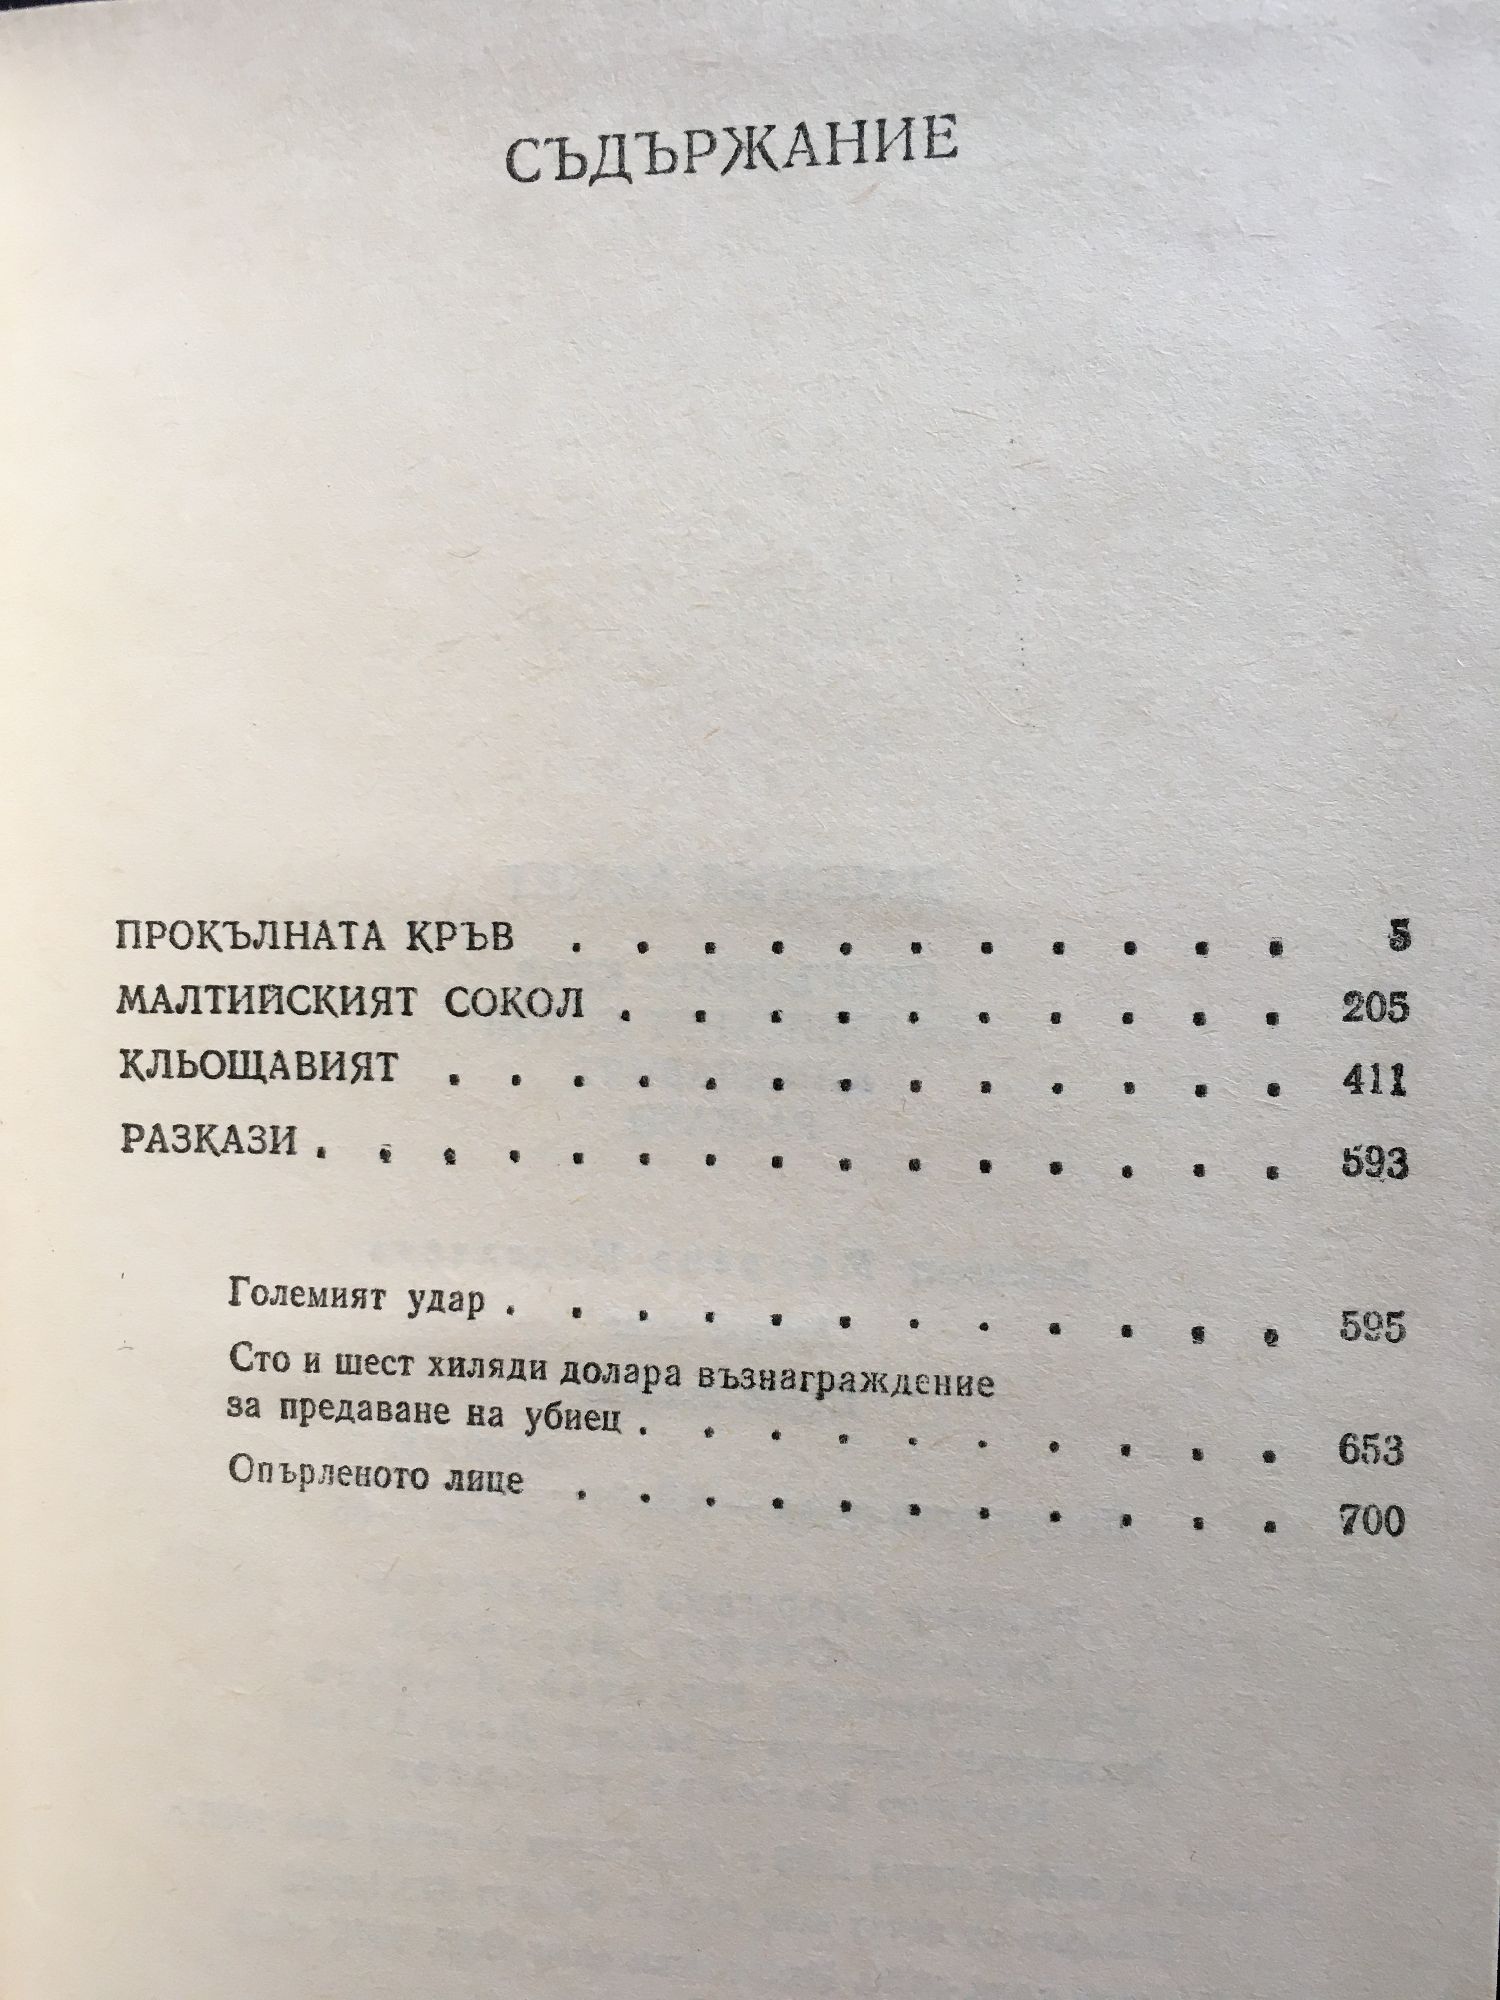 СЪДЪРЖАНИЕ
ПРОКЪЛНАТА КРЪВ . . . . . . . . . . . 5
МАЛТИЙСКИЯТ СОКОЛ . . . . . . . . . . 205
КЛЬОЩАВИЯТ . . . . . . . . . . . . . 411
РАЗКАЗИ . . . . . . . . . . . . . . . 593
Големият удар . . . . . . . . . . . . 595
Сто и шест хиляди долара възнаграждение
за предаване на убиец . . . . . . . . . . 653
Опърленото лице . . . . . . . . . . . 700